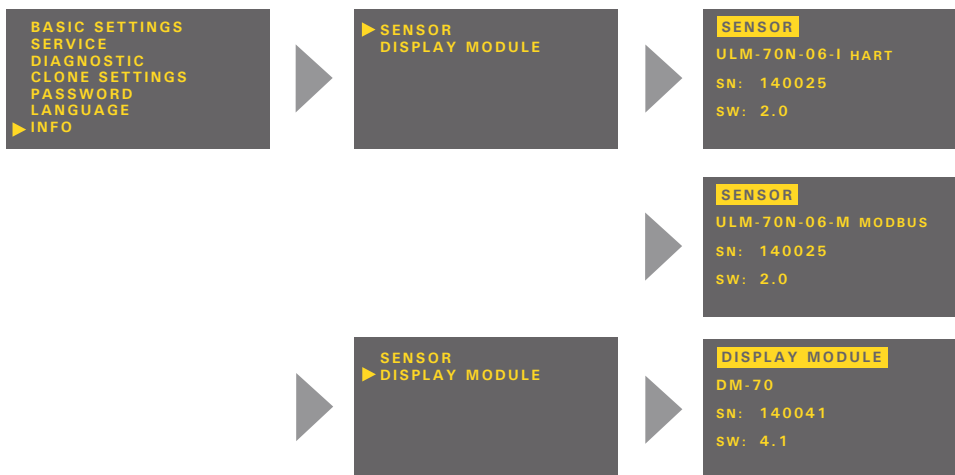 BASIC SETTINGS
SERVICE
DIAGNOSTIC
CLONE SETTINGS
PASSWORD
LANGUAGE
INFO
SENSOR
DISPLAY MODULE
SENSOR
ULM-70N-06-I HART
SN: 140025
SW: 2.0
SENSOR
ULM-70N-06-M MODBUS
SN: 140025
SW: 2.0
SENSOR
DISPLAY MODULE
DISPLAY MODULE
DM-70
SN: 140041
SW: 4.1